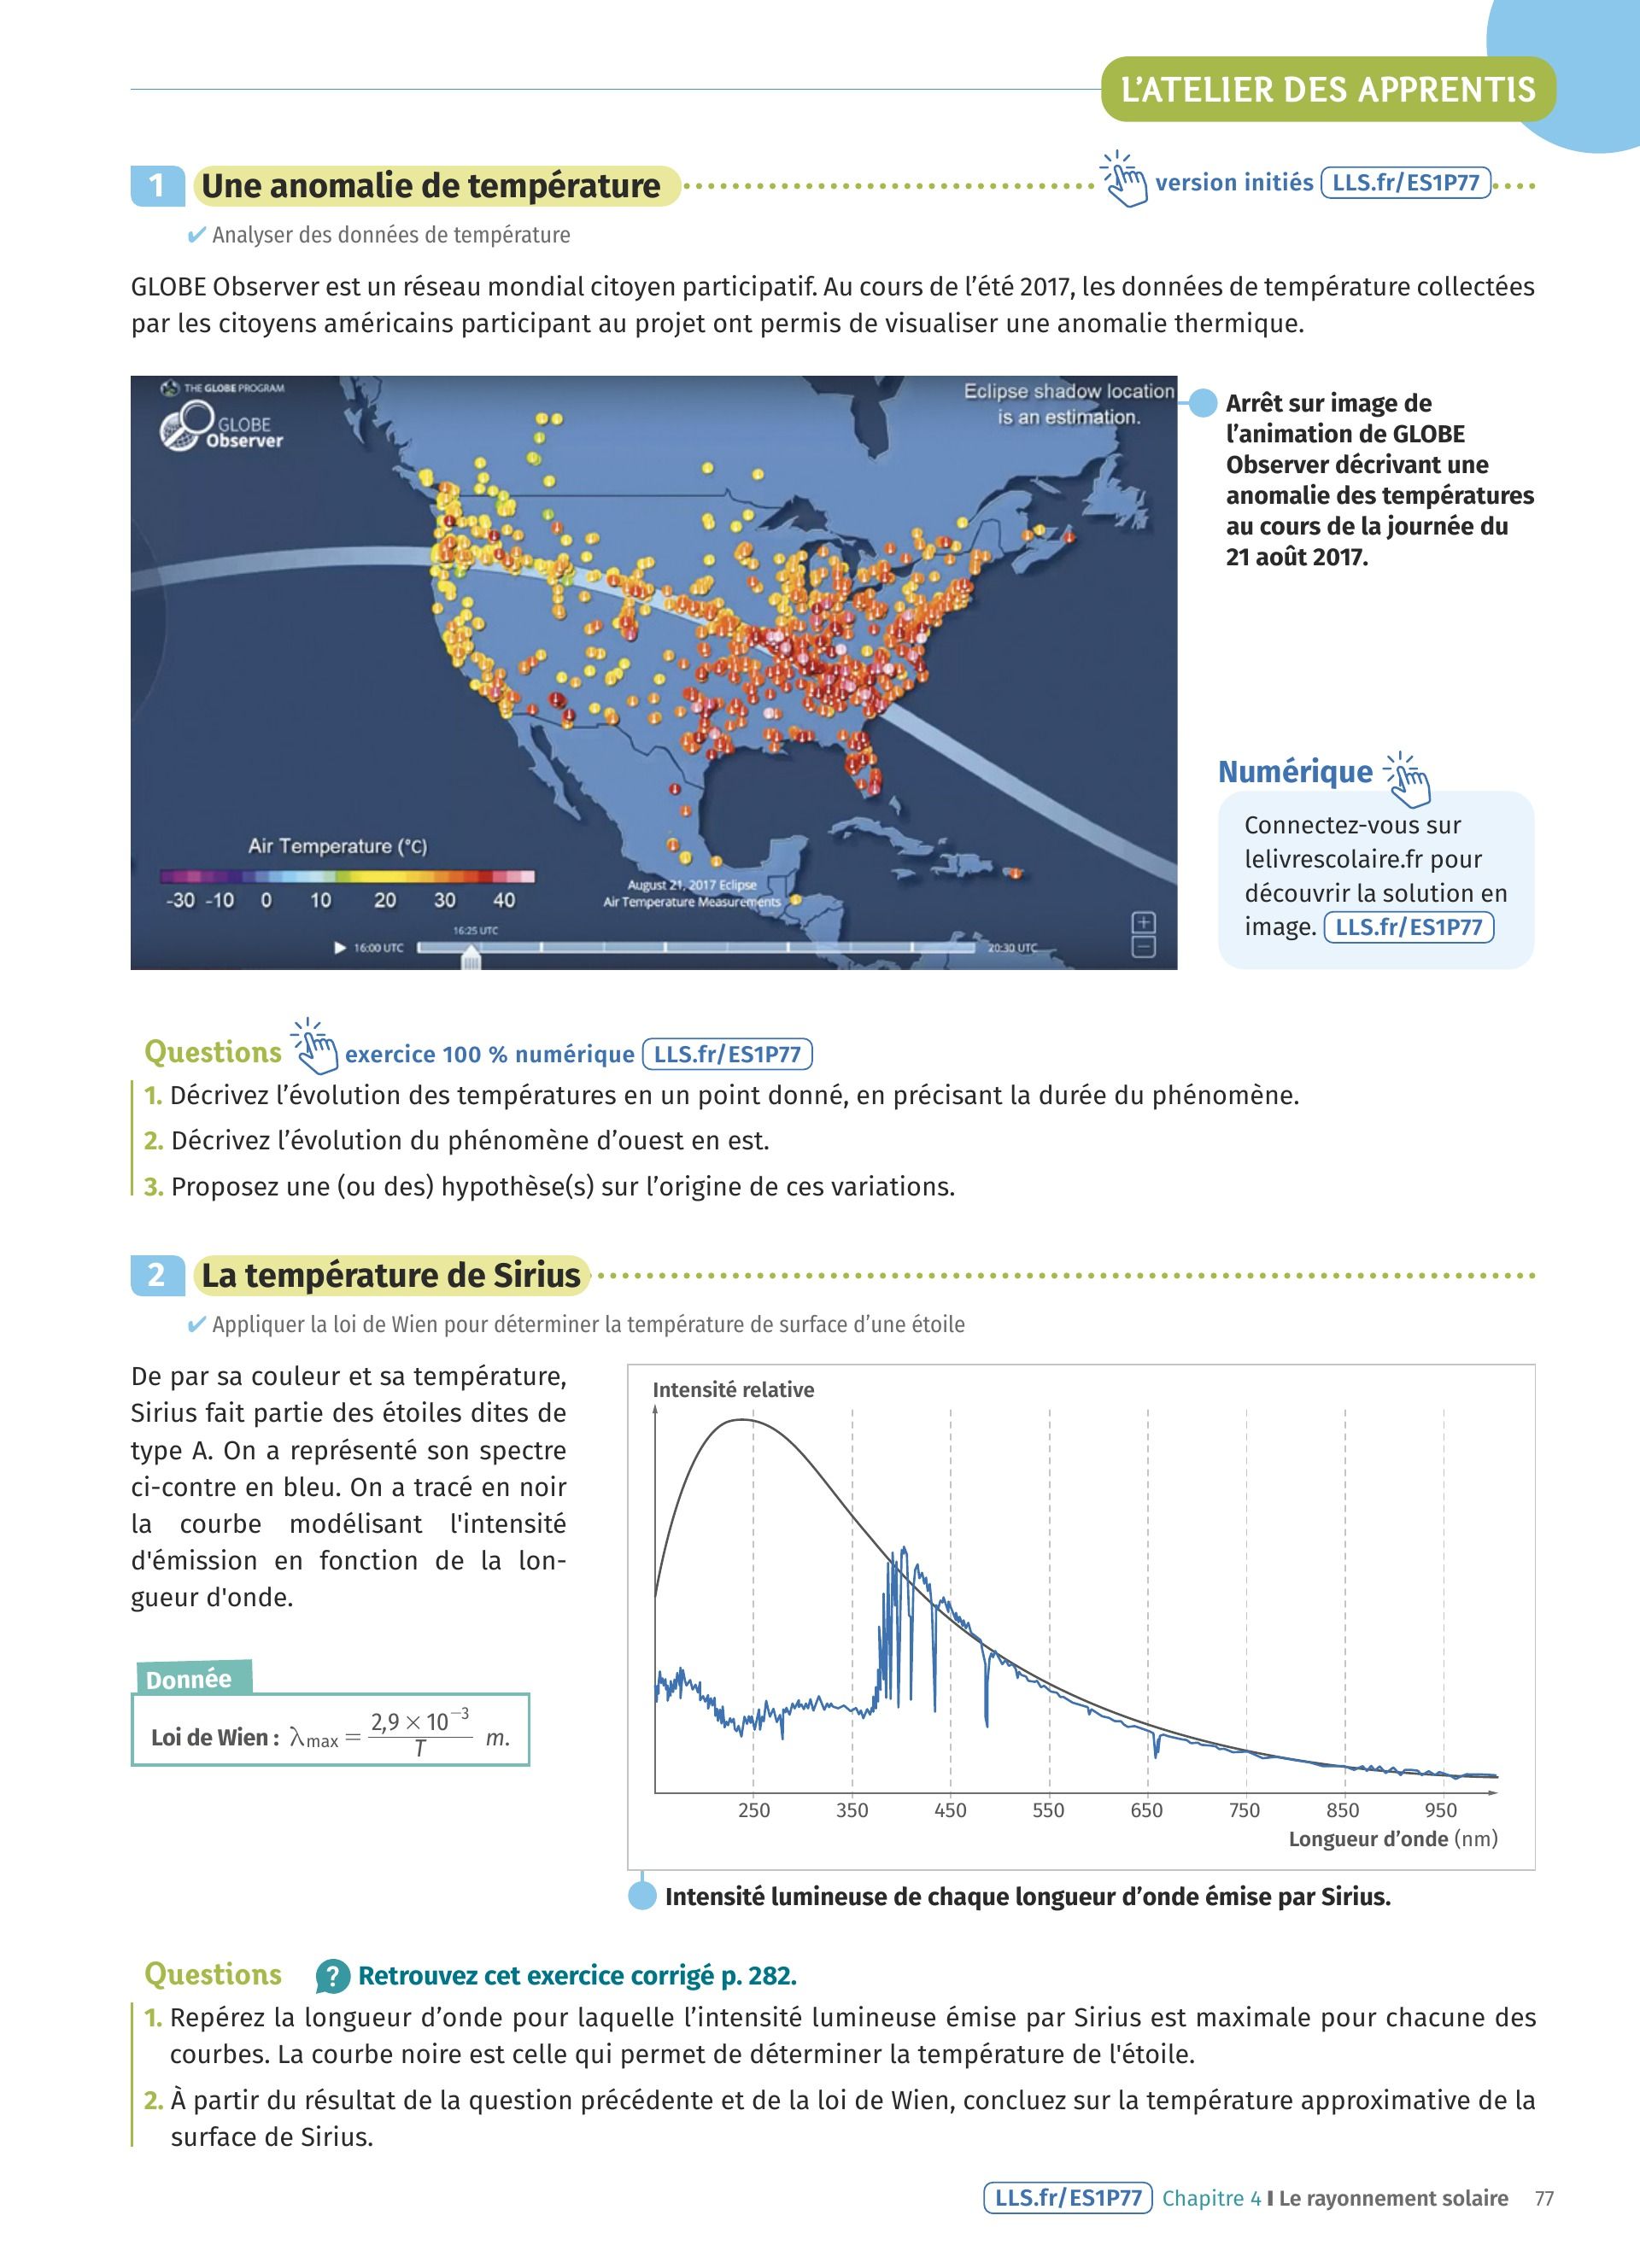 L'ATELIER DES APPRENTIS
1 Une anomalie de température
version initiés LLS.fr/ES1P77
✔ Analyser des données de température
GLOBE Observer est un réseau mondial citoyen participatif. Au cours de l'été 2017, les données de température collectées
par les citoyens américains participant au projet ont permis de visualiser une anomalie thermique.
THE GLOBE PROGRAM
GLOBE
Observer
Eclipse shadow location
is an estimation.
Air Temperature (°C)
-30 -10 0 10 20 30 40
August 21, 2017 Eclipse
Air Temperature Measurements
16:25 UTC
16:00 UTC
20:30 UTC
+
−
Arrêt sur image de
l'animation de GLOBE
Observer décrivant une
anomalie des températures
au cours de la journée du
21 août 2017.
Numérique
Connectez-vous sur
lelivrescolaire.fr pour
découvrir la solution en
image. LLS.fr/ES1P77
Questions exercice 100 % numérique LLS.fr/ES1P77
1. Décrivez l'évolution des températures en un point donné, en précisant la durée du phénomène.
2. Décrivez l'évolution du phénomène d'ouest en est.
3. Proposez une (ou des) hypothèse(s) sur l'origine de ces variations.
2 La température de Sirius
✔ Appliquer la loi de Wien pour déterminer la température de surface d'une étoile
De par sa couleur et sa température,
Sirius fait partie des étoiles dites de
type A. On a représenté son spectre
ci-contre en bleu. On a tracé en noir
la courbe modélisant l'intensité
d'émission en fonction de la lon-
gueur d'onde.
Donnée
Loi de Wien : λmax = 2,9 × 10⁻³ / T m.
Intensité relative
250 350 450 550 650 750 850 950
Longueur d'onde (nm)
Intensité lumineuse de chaque longueur d'onde émise par Sirius.
Questions ? Retrouvez cet exercice corrigé p. 282.
1. Repérez la longueur d'onde pour laquelle l'intensité lumineuse émise par Sirius est maximale pour chacune des
courbes. La courbe noire est celle qui permet de déterminer la température de l'étoile.
2. À partir du résultat de la question précédente et de la loi de Wien, concluez sur la température approximative de la
surface de Sirius.
LLS.fr/ES1P77 Chapitre 4 I Le rayonnement solaire 77